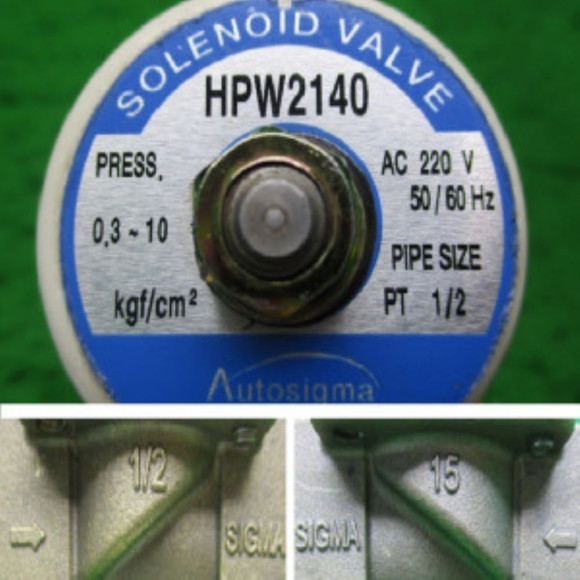 SOLENOID VALVE
HPW2140
PRESS.
0,3 ~ 10
kgf/cm²
AC 220 V
50/60 Hz
PIPE SIZE
PT 1/2
Autosigma
1/2
SIGMA
15
SIGMA